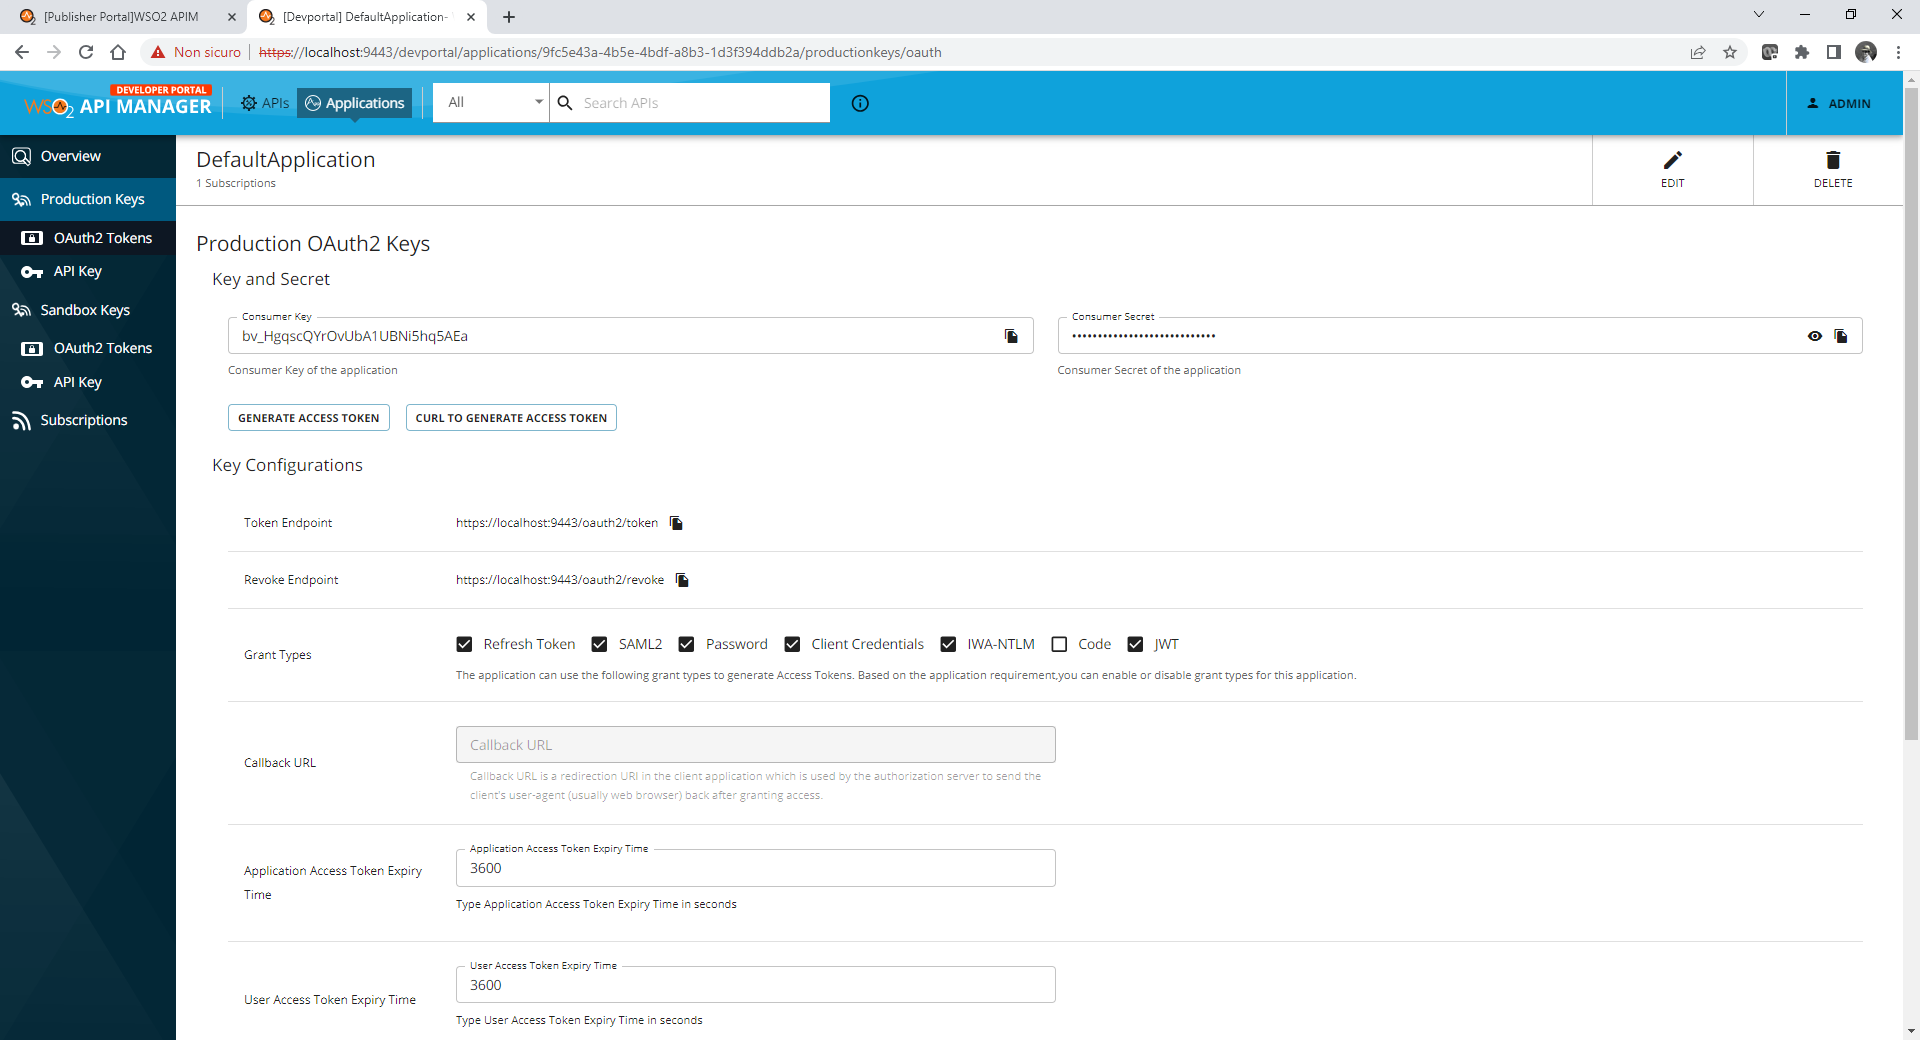 [Publisher Portal]WSO2 APIM
[Devportal] DefaultApplication-
Non sicuro
https://localhost:9443/devportal/applications/9fc5e43a-4b5e-4bdf-a8b3-1d3f394ddb2a/productionkeys/oauth
DEVELOPER PORTAL
WSO2 API MANAGER
APIs
Applications
All
Search APIs
ADMIN
Overview
Production Keys
OAuth2 Tokens
API Key
Sandbox Keys
OAuth2 Tokens
API Key
Subscriptions
DefaultApplication
1 Subscriptions
EDIT
DELETE
Production OAuth2 Keys
Key and Secret
Consumer Key
bv_HgqscQYrOvUbA1UBNi5hq5AEa
Consumer Key of the application
Consumer Secret
••••••••••••••••••••••••••••
Consumer Secret of the application
GENERATE ACCESS TOKEN
CURL TO GENERATE ACCESS TOKEN
Key Configurations
Token Endpoint
https://localhost:9443/oauth2/token
Revoke Endpoint
https://localhost:9443/oauth2/revoke
Grant Types
Refresh Token
SAML2
Password
Client Credentials
IWA-NTLM
Code
JWT
The application can use the following grant types to generate Access Tokens. Based on the application requirement,you can enable or disable grant types for this application.
Callback URL
Callback URL
Callback URL is a redirection URI in the client application which is used by the authorization server to send the
client's user-agent (usually web browser) back after granting access.
Application Access Token Expiry
Time
Application Access Token Expiry Time
3600
Type Application Access Token Expiry Time in seconds
User Access Token Expiry Time
User Access Token Expiry Time
3600
Type User Access Token Expiry Time in seconds